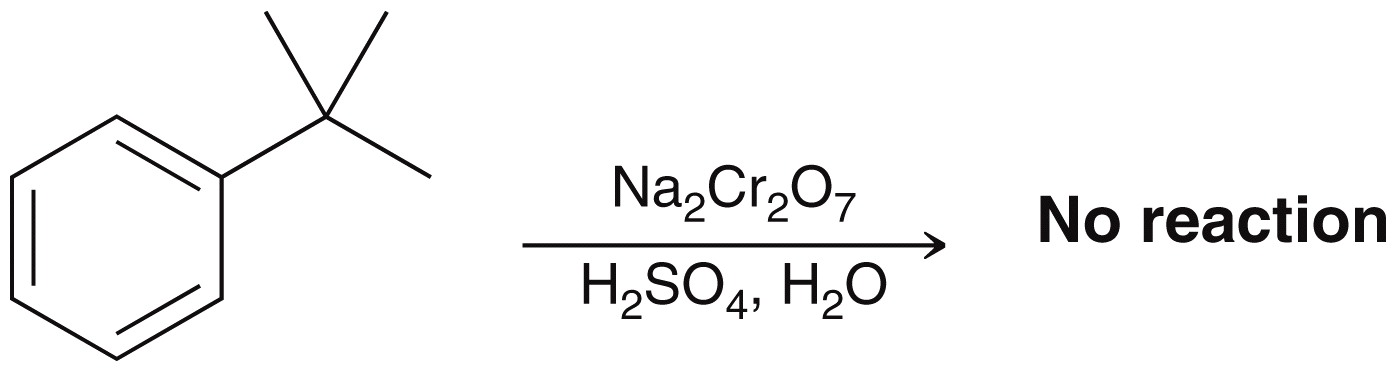 Na₂Cr₂O₇
H₂SO₄, H₂O
No reaction